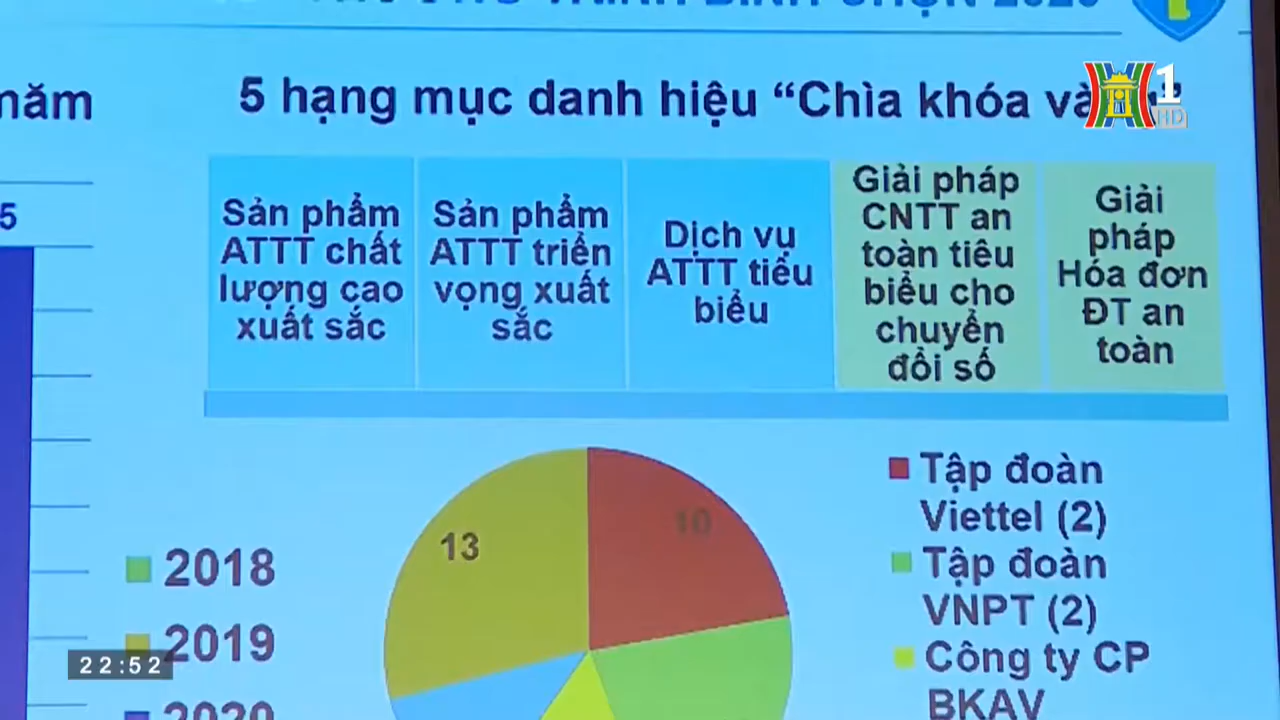 năm
5 hạng mục danh hiệu “Chìa khóa
1
HD
5
Sản phẩm
ATTT chất
lượng cao
xuất sắc
Sản phẩm
ATTT triển
vọng xuất
sắc
Dịch vụ
ATTT tiêu
biểu
Giải pháp
CNTT an
toàn tiêu
biểu cho
chuyển
đổi số
Giải
pháp
Hóa đơn
ĐT an
toàn
13
10
2018
2019
2020
Tập đoàn
Viettel (2)
Tập đoàn
VNPT (2)
Công ty CP
BKAV
22:52